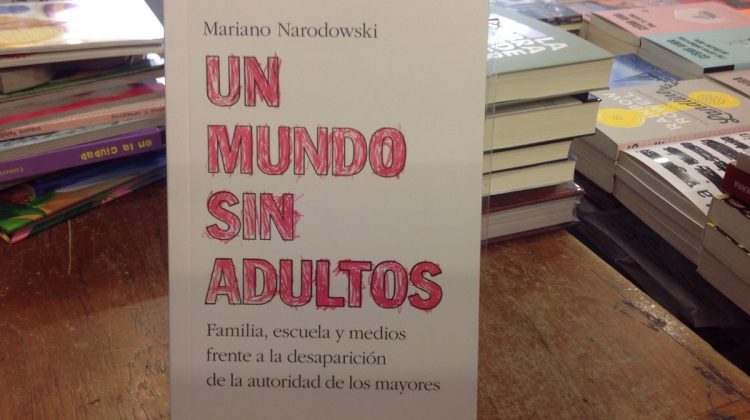 Mariano Narodowski
UN
MUNDO
SIN
ADULTOS
Familia, escuela y medios
frente a la desaparición
de la autoridad de los mayores
en la Ciudad